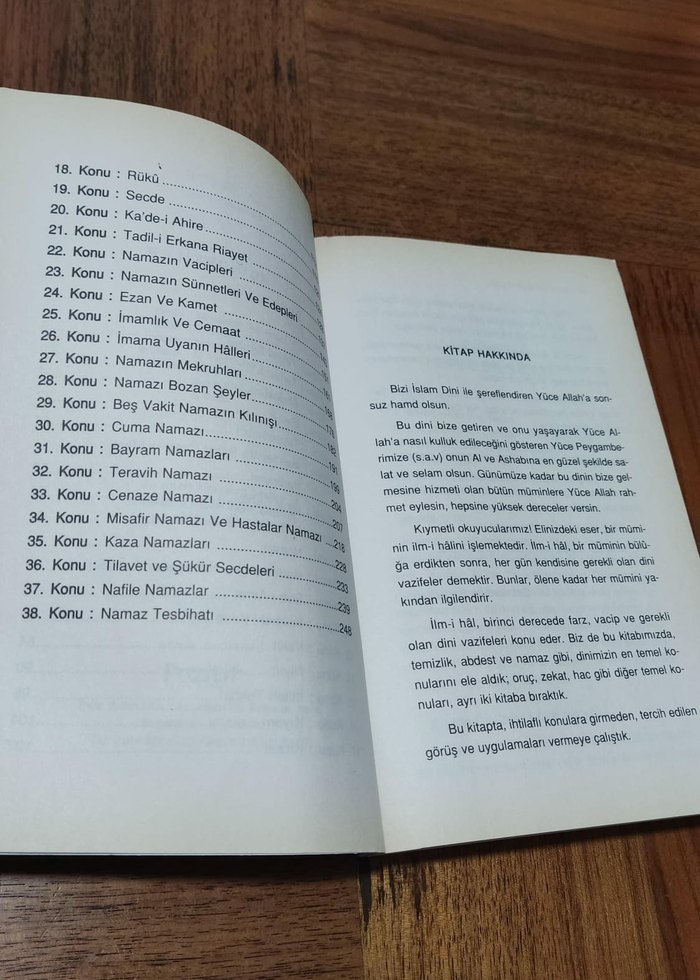 18. Konu : Rükû
19. Konu : Secde
20. Konu : Ka'de-i Ahire
21. Konu : Tadil-i Erkana Riayet
22. Konu : Namazın Vacipleri
23. Konu : Namazın Sünnetleri Ve Edepleri
24. Konu : Ezan Ve Kamet
25. Konu : İmamlık Ve Cemaat
26. Konu : İmama Uyanın Hâlleri
27. Konu : Namazın Mekruhları
28. Konu : Namazı Bozan Şeyler
29. Konu : Beş Vakit Namazın Kılınışı
30. Konu : Cuma Namazı
31. Konu : Bayram Namazları
32. Konu : Teravih Namazı
33. Konu : Cenaze Namazı
34. Konu : Misafir Namazı Ve Hastalar Namazı ...218
35. Konu : Kaza Namazları ...228
36. Konu : Tilavet ve Şükür Secdeleri ...233
37. Konu : Nafile Namazlar ...239
38. Konu : Namaz Tesbihatı ...248
KİTAP HAKKINDA
Bizi İslam Dini ile şereflendiren Yüce Allah'a son-
suz hamd olsun.
Bu dini bize getiren ve onu yaşayarak Yüce Al-
lah'a nasıl kulluk edileceğini gösteren Yüce Peygambe-
rimize (s.a.v) onun Al ve Ashabına en güzel şekilde sa-
lat ve selam olsun. Günümüze kadar bu dinin bize gel-
mesine hizmeti olan bütün müminlere Yüce Allah rah-
met eylesin, hepsine yüksek dereceler versin.
Kıymetli okuyucularımız! Elinizdeki eser, bir mümi-
nin ilm-i hâlini işlemektedir. İlm-i hâl, bir müminin bülû-
ğa erdikten sonra, her gün kendisine gerekli olan dini
vazifeler demektir. Bunlar, ölene kadar her mümini ya-
kından ilgilendirir.
İlm-i hâl, birinci derecede farz, vacip ve gerekli
olan dini vazifeleri konu eder. Biz de bu kitabımızda,
temizlik, abdest ve namaz gibi, dinimizin en temel ko-
nularını ele aldık; oruç, zekat, hac gibi diğer temel ko-
nuları, ayrı iki kitaba bıraktık.
Bu kitapta, ihtilaflı konulara girmeden, tercih edilen
görüş ve uygulamaları vermeye çalıştık.